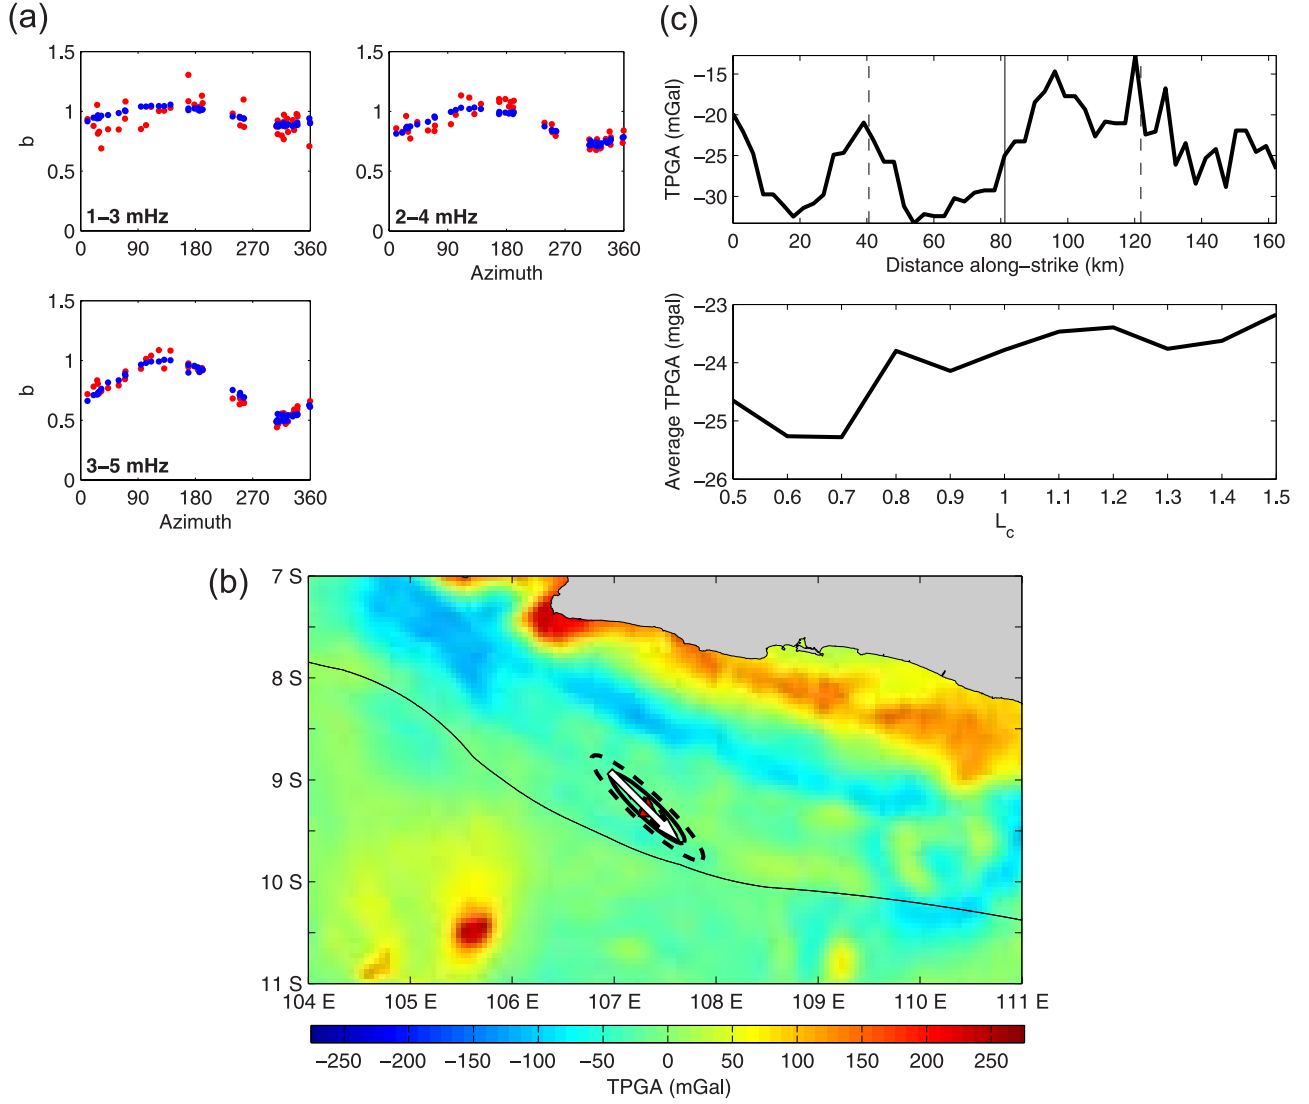 (a)
1.5
1
0.5
0
b
1–3 mHz
0 90 180 270 360
1.5
1
0.5
0
2–4 mHz
0 90 180 270 360
Azimuth
1.5
1
0.5
0
b
3–5 mHz
0 90 180 270 360
Azimuth
(c)
TPGA (mGal)
−15
−20
−25
−30
0 20 40 60 80 100 120 140 160
Distance along–strike (km)
Average TPGA (mgal)
−23
−24
−25
−26
0.5 0.6 0.7 0.8 0.9 1 1.1 1.2 1.3 1.4 1.5
Lc
(b)
7 S
8 S
9 S
10 S
11 S
104 E 105 E 106 E 107 E 108 E 109 E 110 E 111 E
−250 −200 −150 −100 −50 0 50 100 150 200 250
TPGA (mGal)